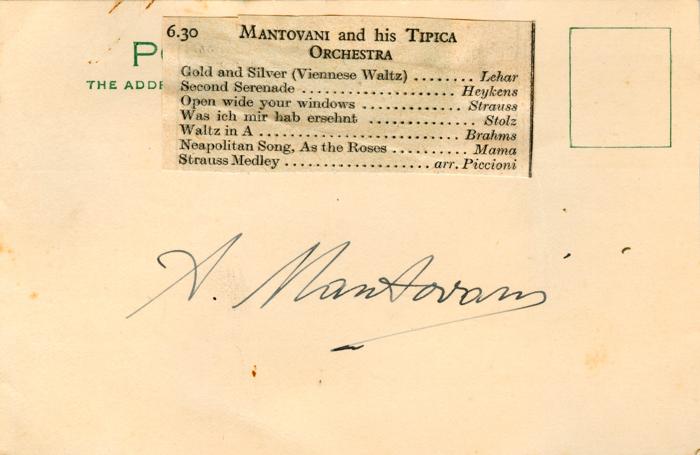 6.30 MANTOVANI and his TIPICA
ORCHESTRA
Gold and Silver (Viennese Waltz) ........ Lehar
Second Serenade ...................... Heykens
Open wide your windows ............. Strauss
Was ich mir hab ersehnt ............... Stolz
Waltz in A ............................. Brahms
Neapolitan Song, As the Roses .......... Mama
Strauss Medley ................... arr. Piccioni
THE ADDRE
A. Mantovani